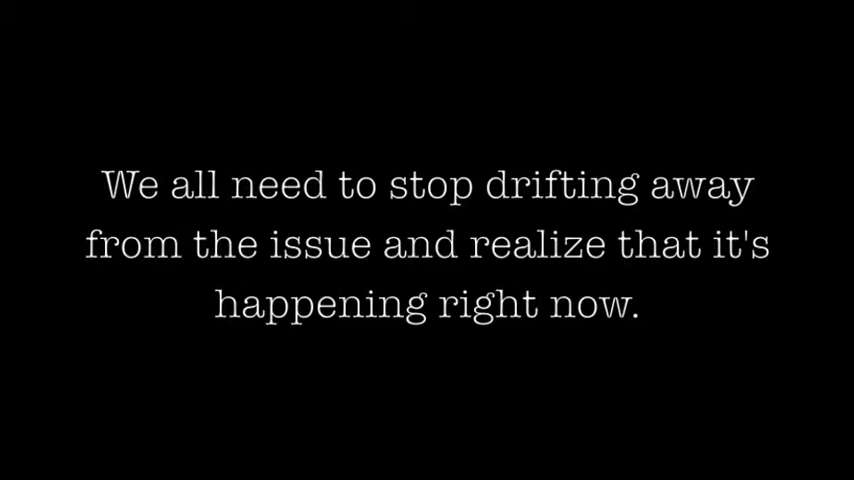 We all need to stop drifting away
from the issue and realize that it's
happening right now.